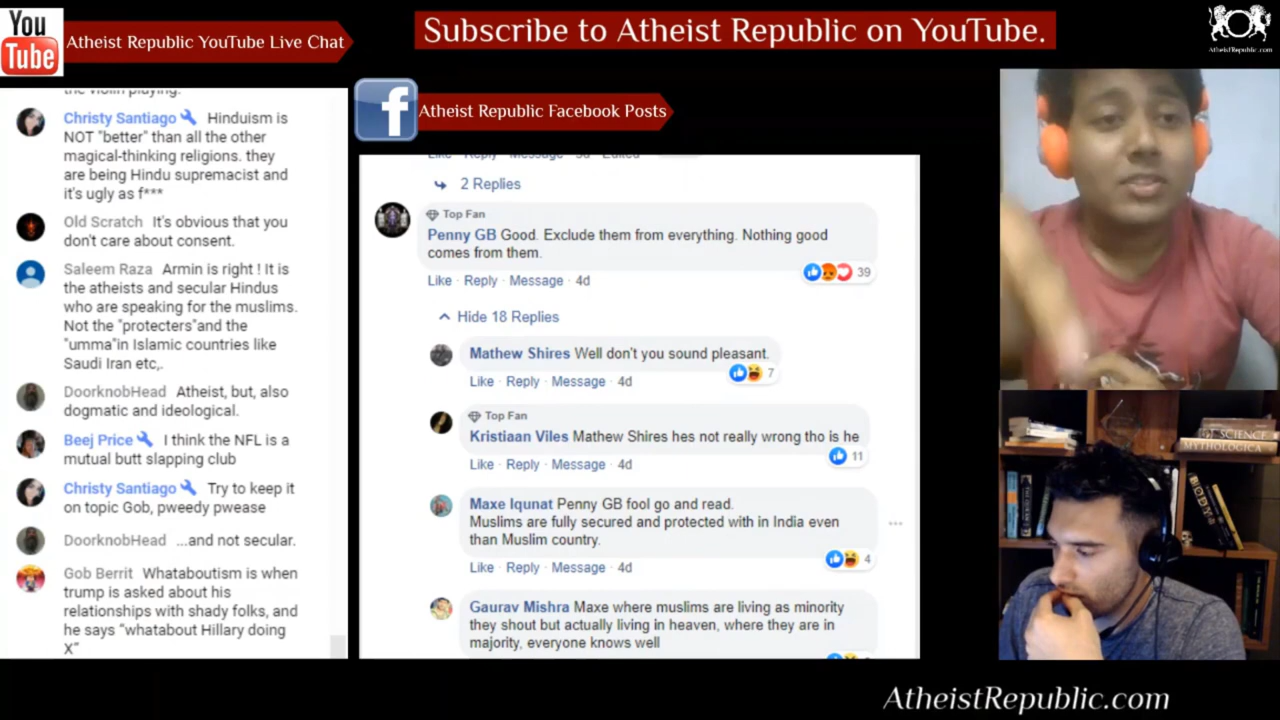 You
Tube
Atheist Republic YouTube Live Chat
Subscribe to Atheist Republic on YouTube.
AtheistRepublic.com
f
Atheist Republic Facebook Posts
the violin playing.
Christy Santiago Hinduism is
NOT "better" than all the other
magical-thinking religions. they
are being Hindu supremacist and
it's ugly as f***
Old Scratch It's obvious that you
don't care about consent.
Saleem Raza Armin is right ! It is
the atheists and secular Hindus
who are speaking for the muslims.
Not the "protecters"and the
"umma"in Islamic countries like
Saudi Iran etc,.
DoorknobHead Atheist, but, also
dogmatic and ideological.
Beej Price I think the NFL is a
mutual butt slapping club
Christy Santiago Try to keep it
on topic Gob, pweedy pwease
DoorknobHead ...and not secular.
Gob Berrit Whataboutism is when
trump is asked about his
relationships with shady folks, and
he says "whatabout Hillary doing
X"
Like · Reply · Message · 5d · Edited
2 Replies
Top Fan
Penny GB Good. Exclude them from everything. Nothing good
comes from them.
39
Like · Reply · Message · 4d
Hide 18 Replies
Mathew Shires Well don't you sound pleasant.
7
Like · Reply · Message · 4d
Top Fan
Kristiaan Viles Mathew Shires hes not really wrong tho is he
11
Like · Reply · Message · 4d
Maxe Iqunat Penny GB fool go and read.
Muslims are fully secured and protected with in India even
than Muslim country.
4
Like · Reply · Message · 4d
Gaurav Mishra Maxe where muslims are living as minority
they shout but actually living in heaven, where they are in
majority, everyone knows well
SCIENCE
MYTHOLOGICA
AtheistRepublic.com